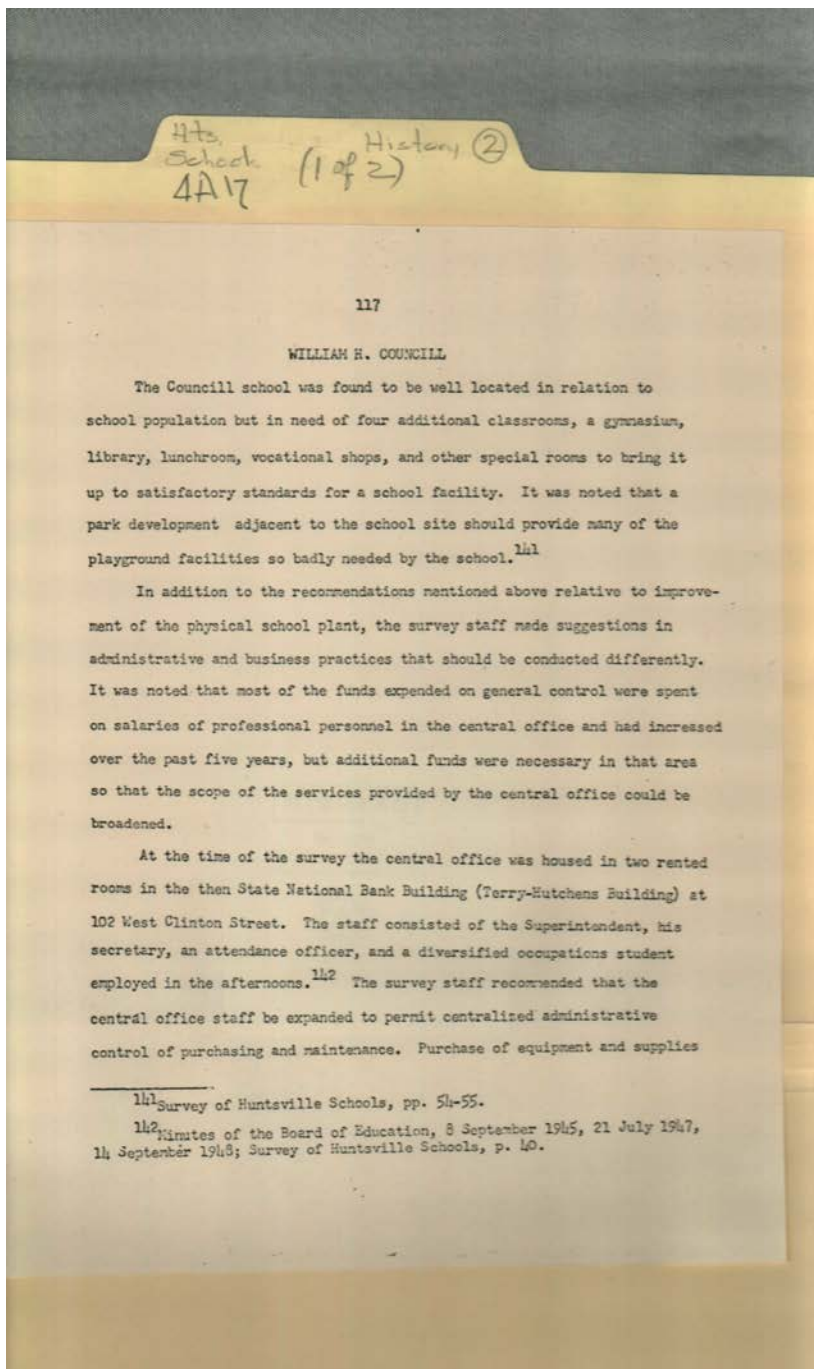 Hts. History ②
School (1 of 2)
4A17
117
WILLIAM H. COUNCILL
The Councill school was found to be well located in relation to
school population but in need of four additional classrooms, a gymnasium,
library, lunchroom, vocational shops, and other special rooms to bring it
up to satisfactory standards for a school facility. It was noted that a
park development adjacent to the school site should provide many of the
playground facilities so badly needed by the school.141
In addition to the recommendations mentioned above relative to improve-
ment of the physical school plant, the survey staff made suggestions in
administrative and business practices that should be conducted differently.
It was noted that most of the funds expended on general control were spent
on salaries of professional personnel in the central office and had increased
over the past five years, but additional funds were necessary in that area
so that the scope of the services provided by the central office could be
broadened.
At the time of the survey the central office was housed in two rented
rooms in the then State National Bank Building (Terry-Hutchens Building) at
102 West Clinton Street. The staff consisted of the Superintendent, his
secretary, an attendance officer, and a diversified occupations student
employed in the afternoons.142 The survey staff recommended that the
central office staff be expanded to permit centralized administrative
control of purchasing and maintenance. Purchase of equipment and supplies
141Survey of Huntsville Schools, pp. 54-55.
142Minutes of the Board of Education, 8 September 1945, 21 July 1947,
14 September 1948; Survey of Huntsville Schools, p. 40.